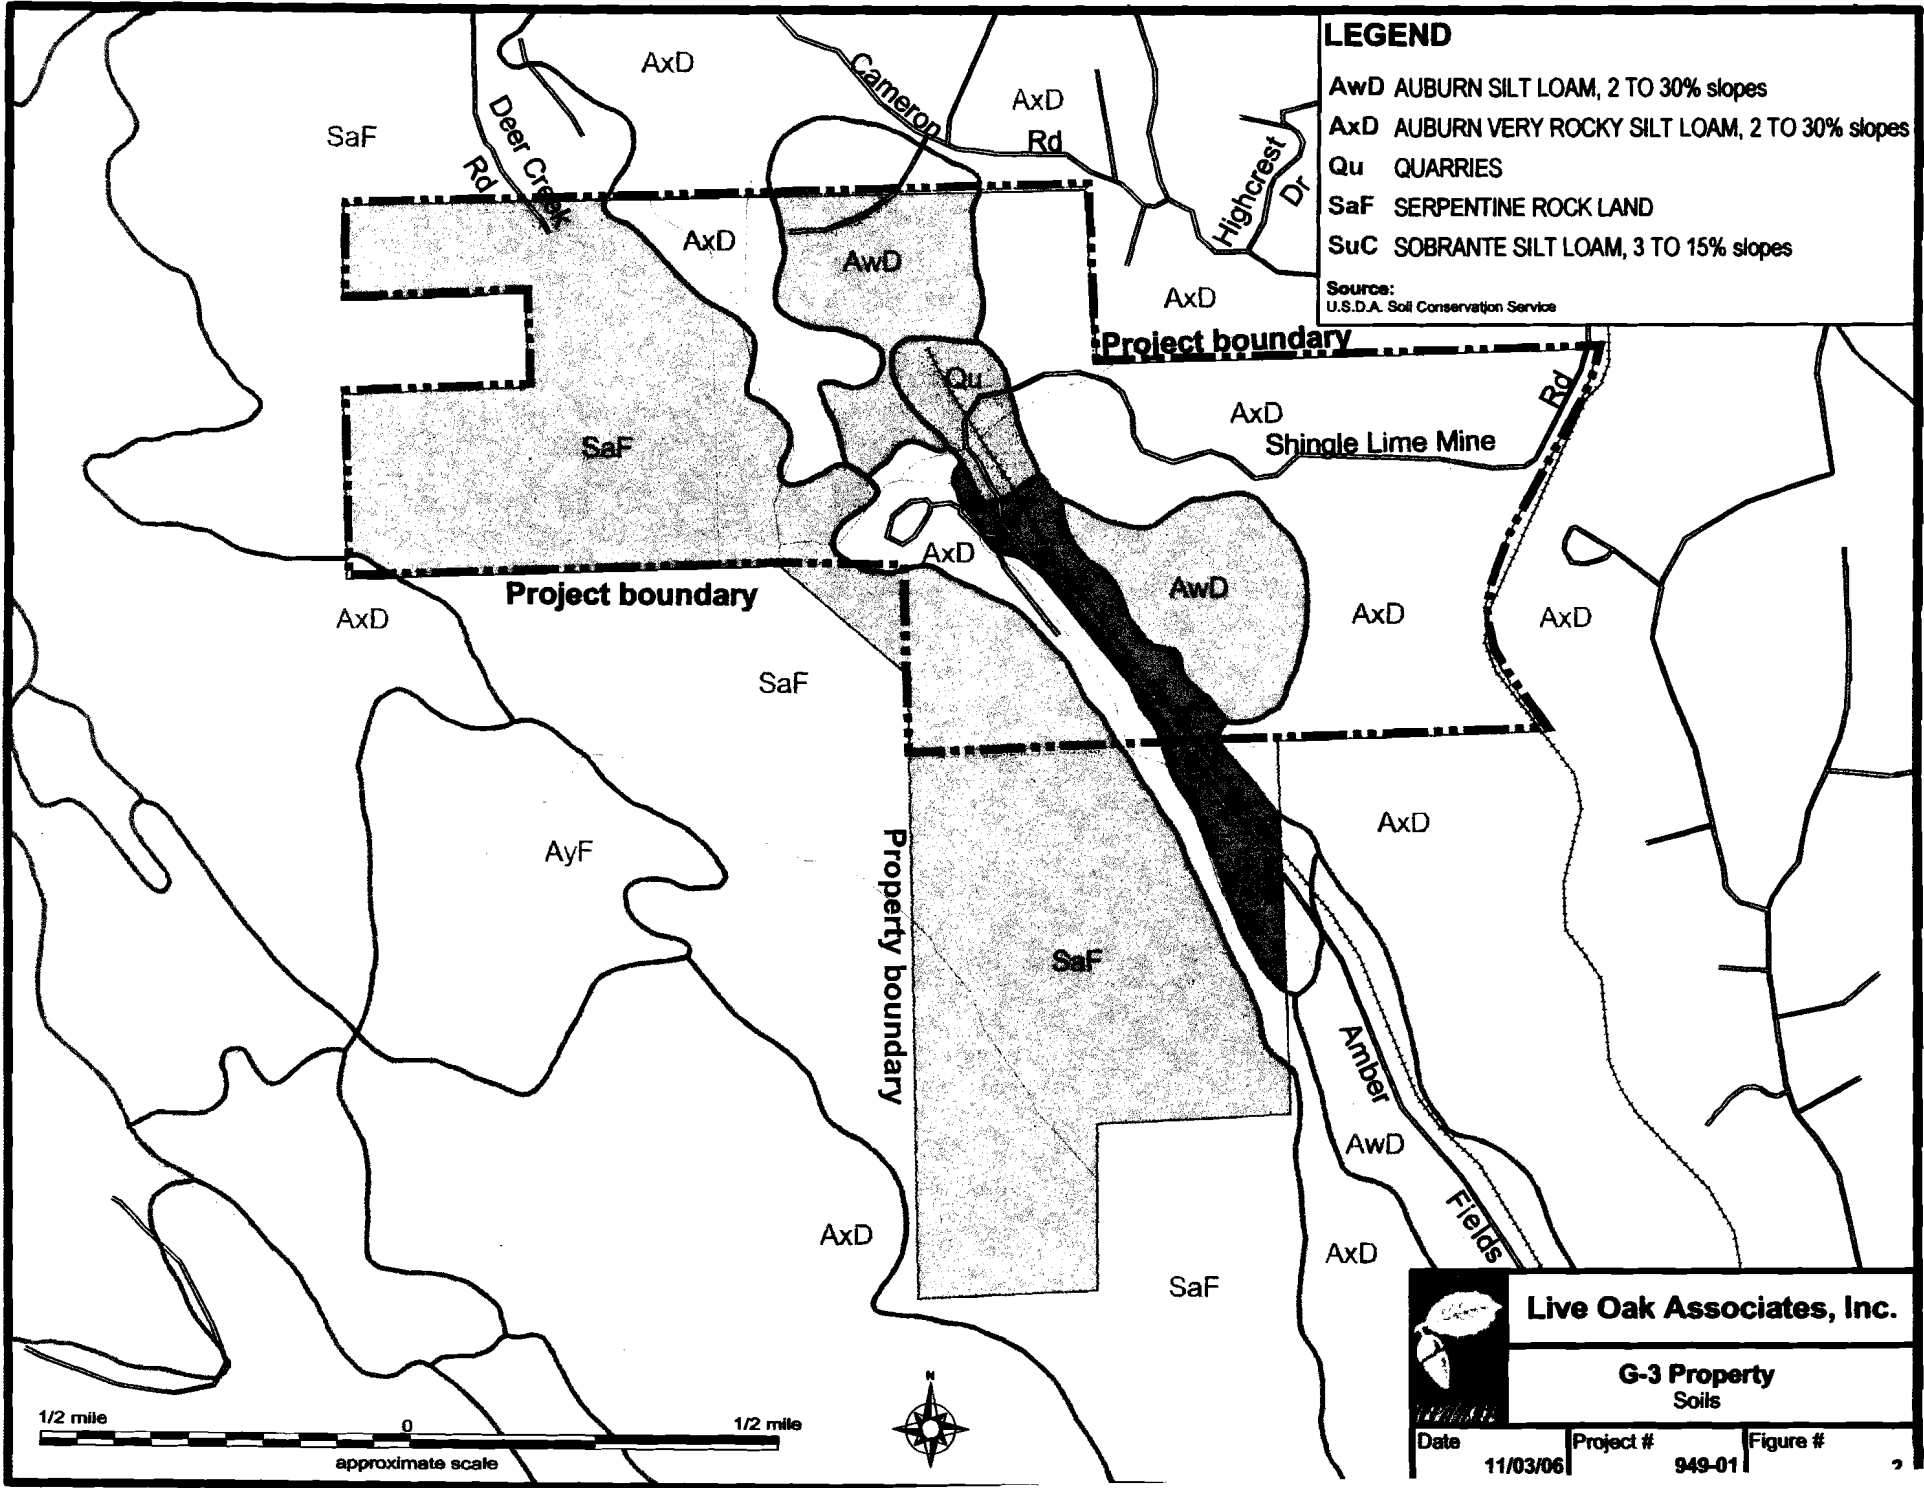 LEGEND
AwD AUBURN SILT LOAM, 2 TO 30% slopes
AxD AUBURN VERY ROCKY SILT LOAM, 2 TO 30% slopes
Qu QUARRIES
SaF SERPENTINE ROCK LAND
SuC SOBRANTE SILT LOAM, 3 TO 15% slopes
Source:
U.S.D.A. Soil Conservation Service
AxD
Cameron
Rd
AxD
SaF
Deer Creek
Rd
Highcrest
Dr
AxD
AwD
AxD
Project boundary
Qu
Rd
AxD
Shingle Lime Mine
SaF
AxD
Project boundary
AwD
AxD
AxD
AxD
SaF
AxD
AyF
Property boundary
SaF
Amber
Fields
AwD
AxD
AxD
SaF
Live Oak Associates, Inc.
G-3 Property
Soils
Date
11/03/06
Project #
949-01
Figure #
1/2 mile
0
1/2 mile
approximate scale
N